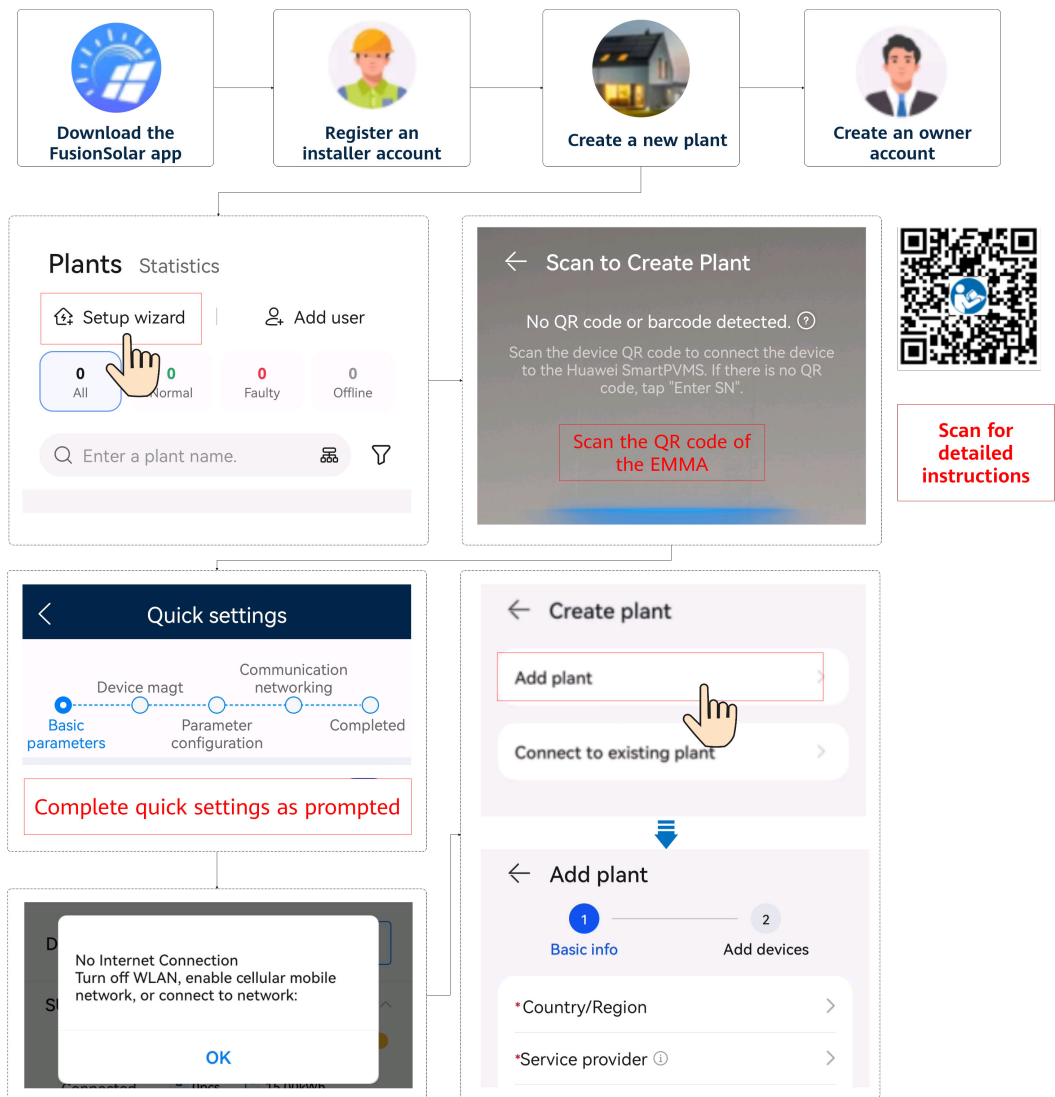 Download the
FusionSolar app
Register an
installer account
Create a new plant
Create an owner
account
Plants Statistics
Setup wizard
Add user
0
All
0
Normal
0
Faulty
0
Offline
Enter a plant name.
Scan to Create Plant
No QR code or barcode detected. ?
Scan the device QR code to connect the device
to the Huawei SmartPVMS. If there is no QR
code, tap "Enter SN".
Scan the QR code of
the EMMA
Scan for
detailed
instructions
Quick settings
Basic
parameters
Device magt
Parameter
configuration
Communication
networking
Completed
Complete quick settings as prompted
No Internet Connection
Turn off WLAN, enable cellular mobile
network, or connect to network:
OK
Create plant
Add plant
Connect to existing plant
Add plant
1
Basic info
2
Add devices
*Country/Region
*Service provider